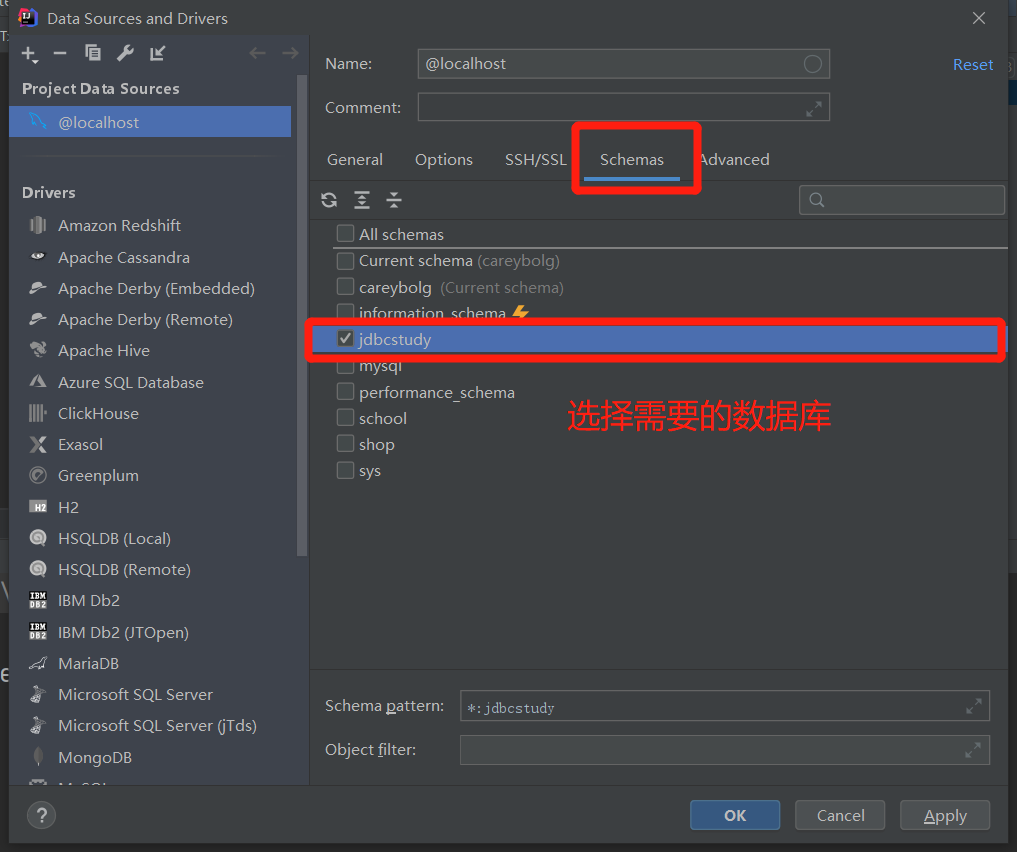 Data Sources and Drivers
Project Data Sources
@localhost
Drivers
Amazon Redshift
Apache Cassandra
Apache Derby (Embedded)
Apache Derby (Remote)
Apache Hive
Azure SQL Database
ClickHouse
Exasol
Greenplum
H2
HSQLDB (Local)
HSQLDB (Remote)
IBM Db2
IBM Db2 (JTOpen)
MariaDB
Microsoft SQL Server
Microsoft SQL Server (jTds)
MongoDB
Name: @localhost
Reset
Comment:
General Options SSH/SSL Schemas Advanced
All schemas
Current schema (careybolg)
careybolg (Current schema)
information_schema
jdbcstudy
mysql
performance_schema
school
shop
sys
选择需要的数据库
Schema pattern: *:jdbcstudy
Object filter:
? OK Cancel Apply